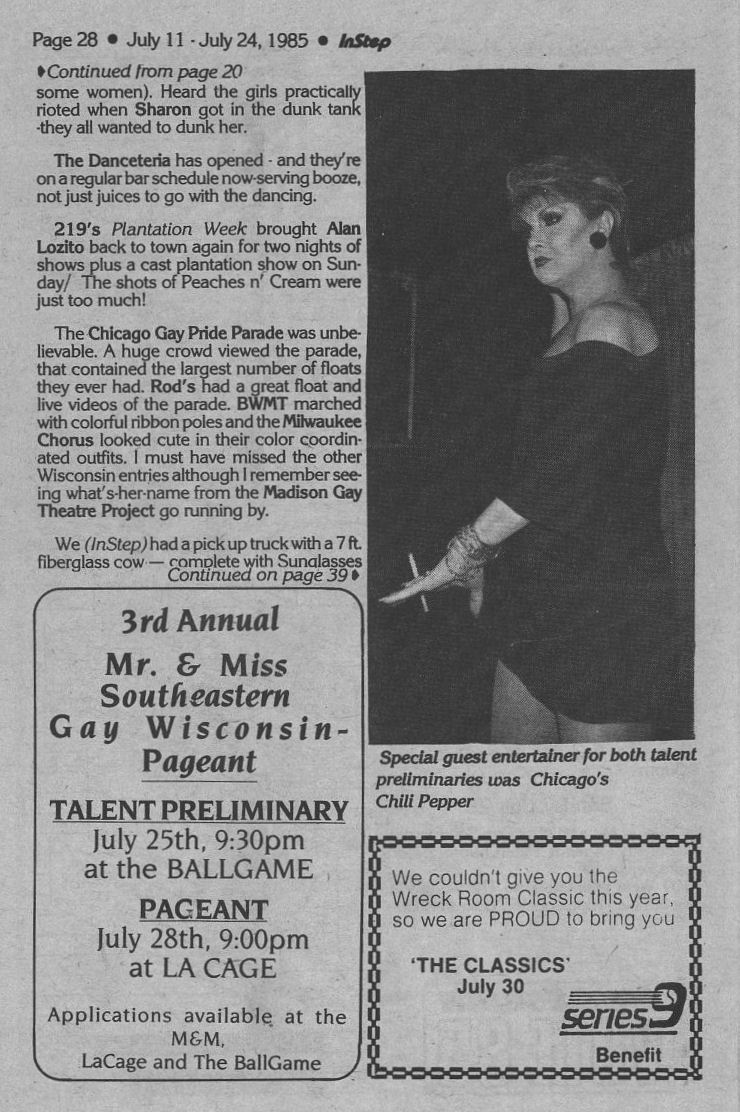 Page 28 • July 11 - July 24, 1985 • InStep
Continued from page 20
some women). Heard the girls practically
rioted when Sharon got in the dunk tank
-they all wanted to dunk her.
The Danceteria has opened - and they're
on a regular bar schedule now-serving booze,
not just juices to go with the dancing.
219's Plantation Week brought Alan
Lozito back to town again for two nights of
shows plus a cast plantation show on Sun-
day/ The shots of Peaches n' Cream were
just too much!
The Chicago Gay Pride Parade was unbe-
lievable. A huge crowd viewed the parade,
that contained the largest number of floats
they ever had. Rod's had a great float and
live videos of the parade. BWMT marched
with colorful ribbon poles and the Milwaukee
Chorus looked cute in their color coordin-
ated outfits. I must have missed the other
Wisconsin entries although I remember see-
ing what's-her-name from the Madison Gay
Theatre Project go running by.
We (InStep) had a pick up truck with a 7 ft.
fiberglass cow — complete with Sunglasses
Continued on page 39
3rd Annual
Mr. & Miss
Southeastern
Gay Wisconsin-
Pageant
TALENT PRELIMINARY
July 25th, 9:30pm
at the BALLGAME
PAGEANT
July 28th, 9:00pm
at LA CAGE
Applications available at the
M&M,
LaCage and The BallGame
Special guest entertainer for both talent
preliminaries was Chicago's
Chili Pepper
We couldn't give you the
Wreck Room Classic this year,
so we are PROUD to bring you
'THE CLASSICS'
July 30
series 9
Benefit